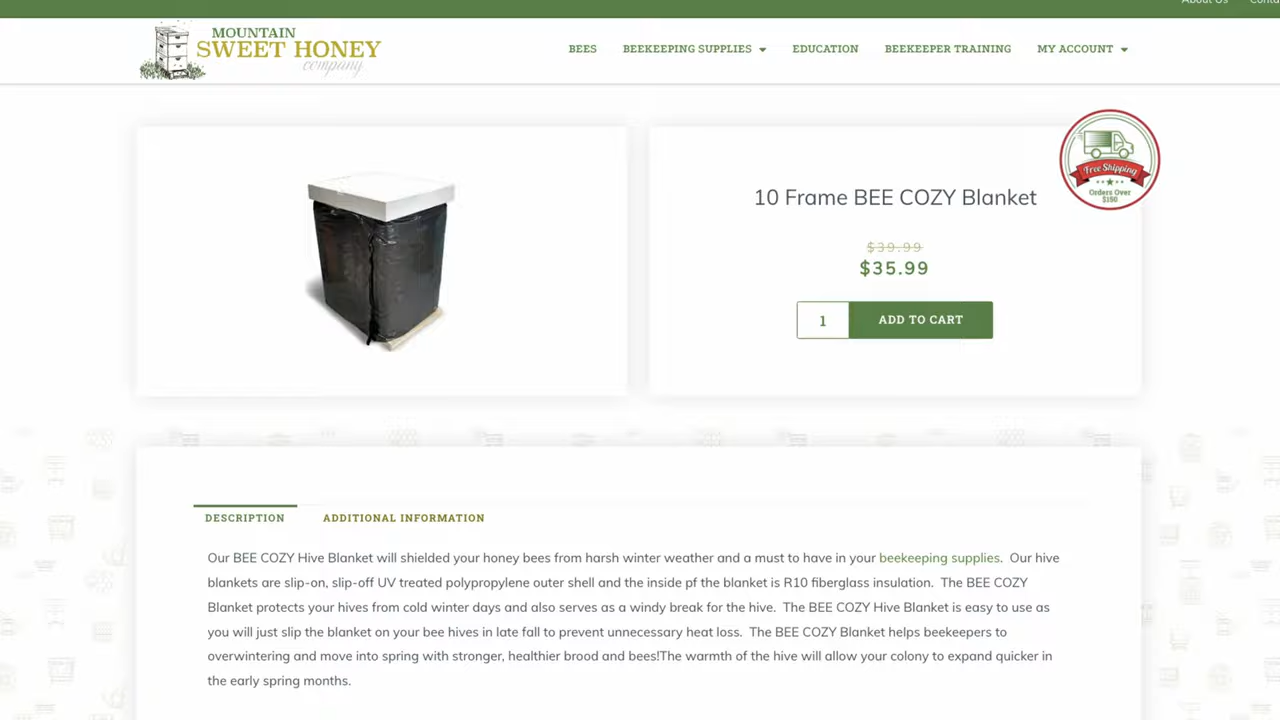 About Us
MOUNTAIN
SWEET HONEY
company
BEES
BEEKEEPING SUPPLIES
EDUCATION
BEEKEEPER TRAINING
MY ACCOUNT
Free Shipping
Orders Over
$150
10 Frame BEE COZY Blanket
$39.99
$35.99
1
ADD TO CART
DESCRIPTION
ADDITIONAL INFORMATION
Our BEE COZY Hive Blanket will shielded your honey bees from harsh winter weather and a must to have in your beekeeping supplies. Our hive
blankets are slip-on, slip-off UV treated polypropylene outer shell and the inside pf the blanket is R10 fiberglass insulation. The BEE COZY
Blanket protects your hives from cold winter days and also serves as a windy break for the hive. The BEE COZY Hive Blanket is easy to use as
you will just slip the blanket on your bee hives in late fall to prevent unnecessary heat loss. The BEE COZY Blanket helps beekeepers to
overwintering and move into spring with stronger, healthier brood and bees!The warmth of the hive will allow your colony to expand quicker in
the early spring months.